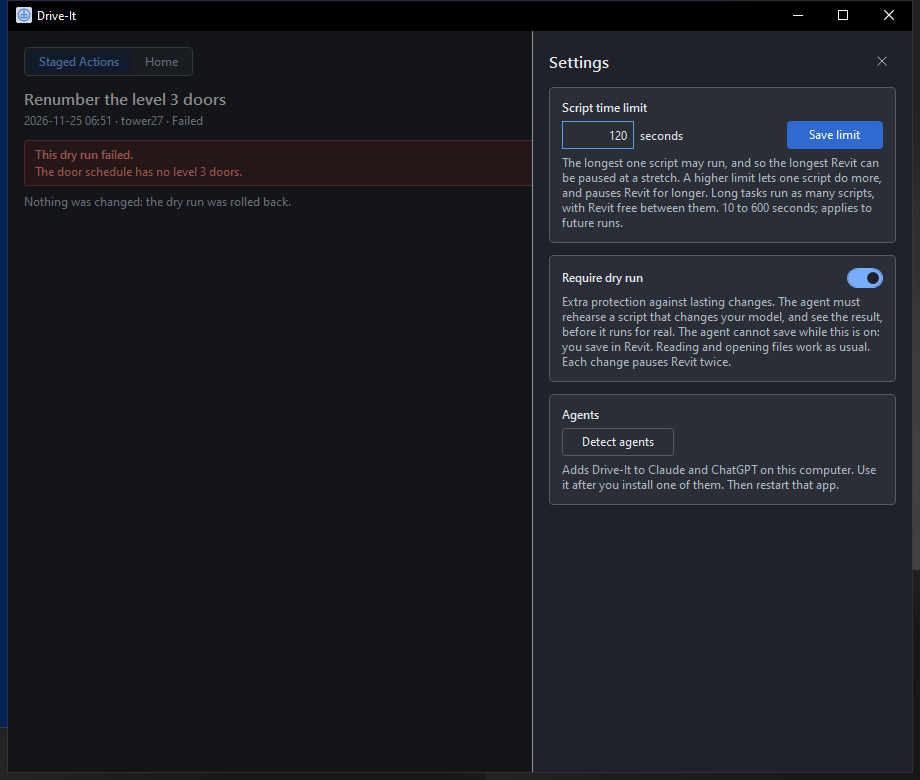 Drive-It
Staged Actions
Home
Renumber the level 3 doors
2026-11-25 06:51 · tower27 · Failed
This dry run failed.
The door schedule has no level 3 doors.
Nothing was changed: the dry run was rolled back.
Settings
Script time limit
120 seconds
Save limit
The longest one script may run, and so the longest Revit can
be paused at a stretch. A higher limit lets one script do more,
and pauses Revit for longer. Long tasks run as many scripts,
with Revit free between them. 10 to 600 seconds; applies to
future runs.
Require dry run
Extra protection against lasting changes. The agent must
rehearse a script that changes your model, and see the result,
before it runs for real. The agent cannot save while this is on:
you save in Revit. Reading and opening files work as usual.
Each change pauses Revit twice.
Agents
Detect agents
Adds Drive-It to Claude and ChatGPT on this computer. Use
it after you install one of them. Then restart that app.